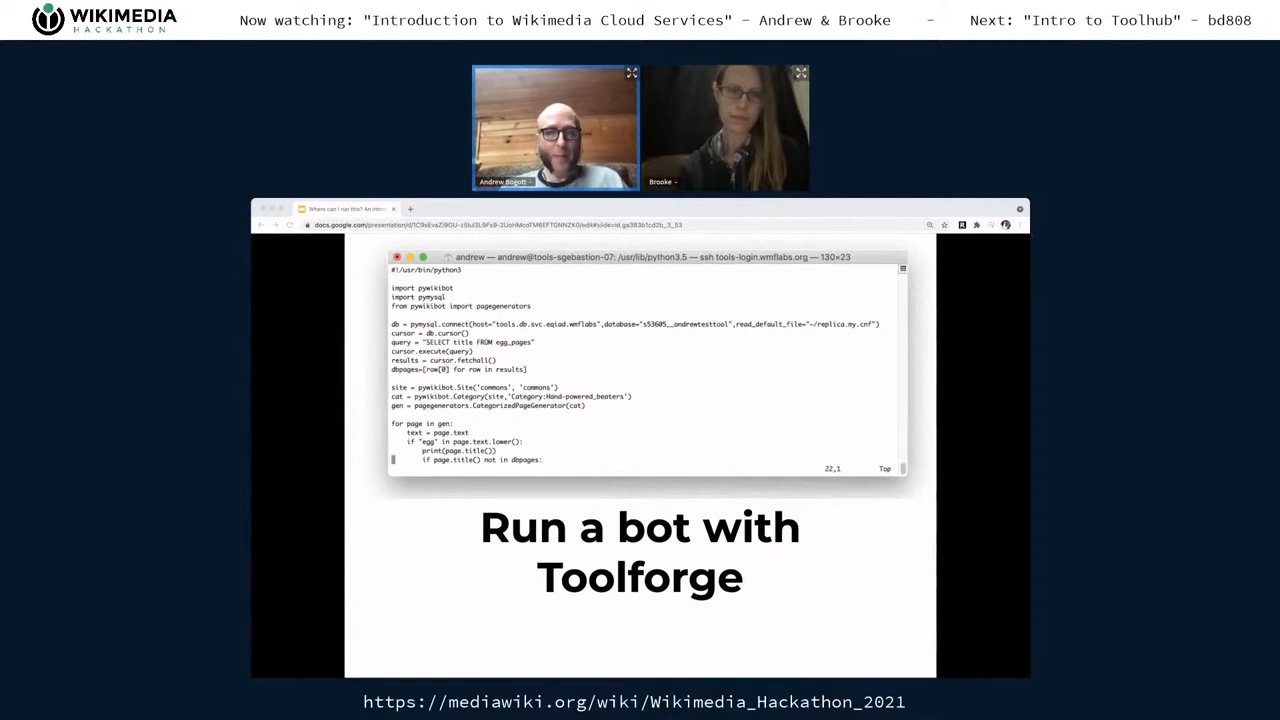 WIKIMEDIA
HACKATHON
Now watching: "Introduction to Wikimedia Cloud Services" - Andrew & Brooke - Next: "Intro to Toolhub" - bd808
Andrew Bogott
Brooke
Where can I run this? An intro
andrew — andrew@tools-sgebastion-07: /usr/lib/python3.5 — ssh tools-login.wmflabs.org — 130×23
#!/usr/bin/python3
import pywikibot
import pymysql
from pywikibot import pagegenerators
db = pymysql.connect(host="tools.db.svc.eqiad.wmflabs",database="s53605__andrewtesttool",read_default_file="~/replica.my.cnf")
cursor = db.cursor()
query = "SELECT title FROM egg_pages"
cursor.execute(query)
results = cursor.fetchall()
dbpages=[row[0] for row in results]
site = pywikibot.Site('commons', 'commons')
cat = pywikibot.Category(site,'Category:Hand-powered_beaters')
gen = pagegenerators.CategorizedPageGenerator(cat)
for page in gen:
text = page.text
if "egg" in page.text.lower():
print(page.title())
if page.title() not in dbpages:
22,1 Top
Run a bot with
Toolforge
https://mediawiki.org/wiki/Wikimedia_Hackathon_2021